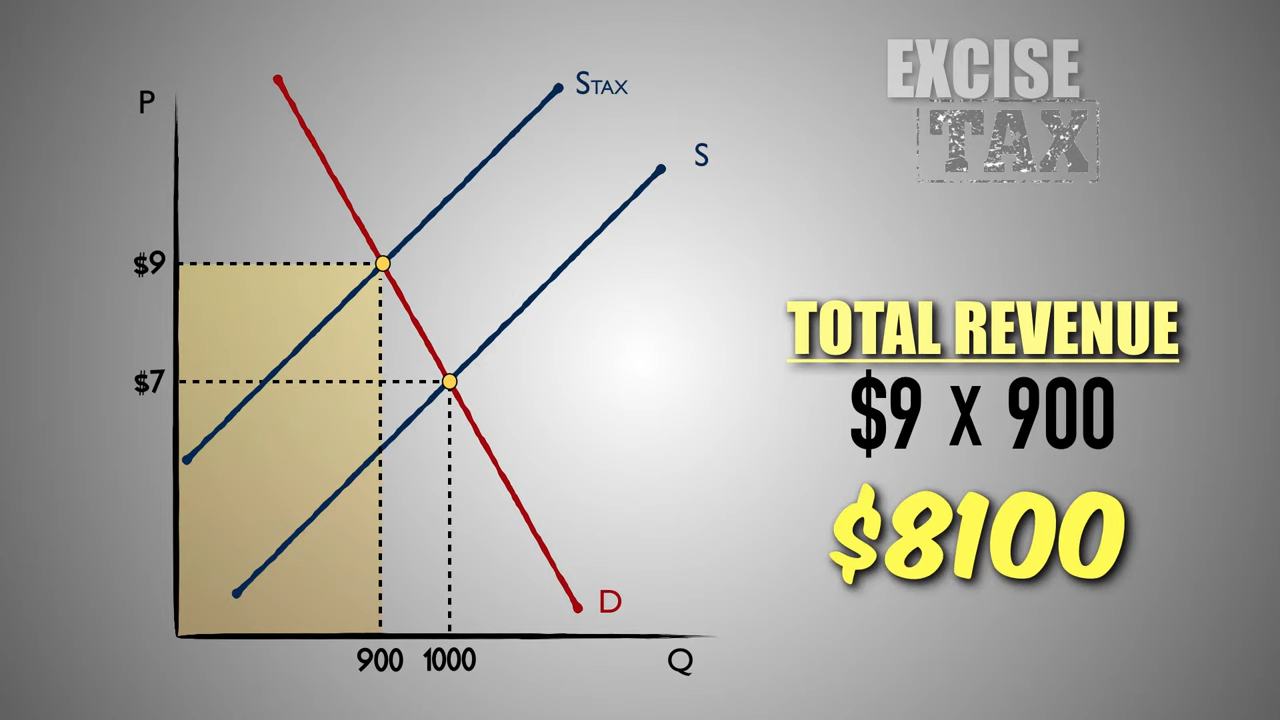 EXCISE
TAX
P
STAX
S
$9
$7
TOTAL REVENUE
$9 X 900
$8100
D
900 1000 Q